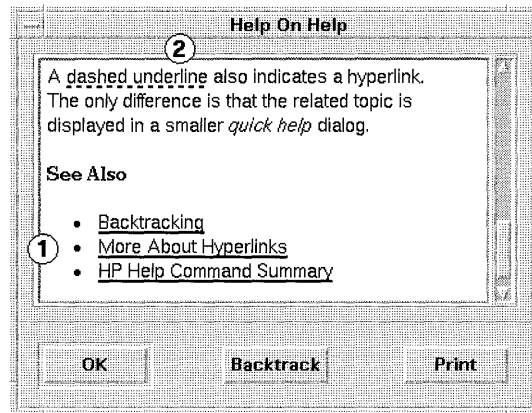 Help On Help
2
A dashed underline also indicates a hyperlink.
The only difference is that the related topic is
displayed in a smaller quick help dialog.
See Also
• Backtracking
1
• More About Hyperlinks
• HP Help Command Summary
OK Backtrack Print